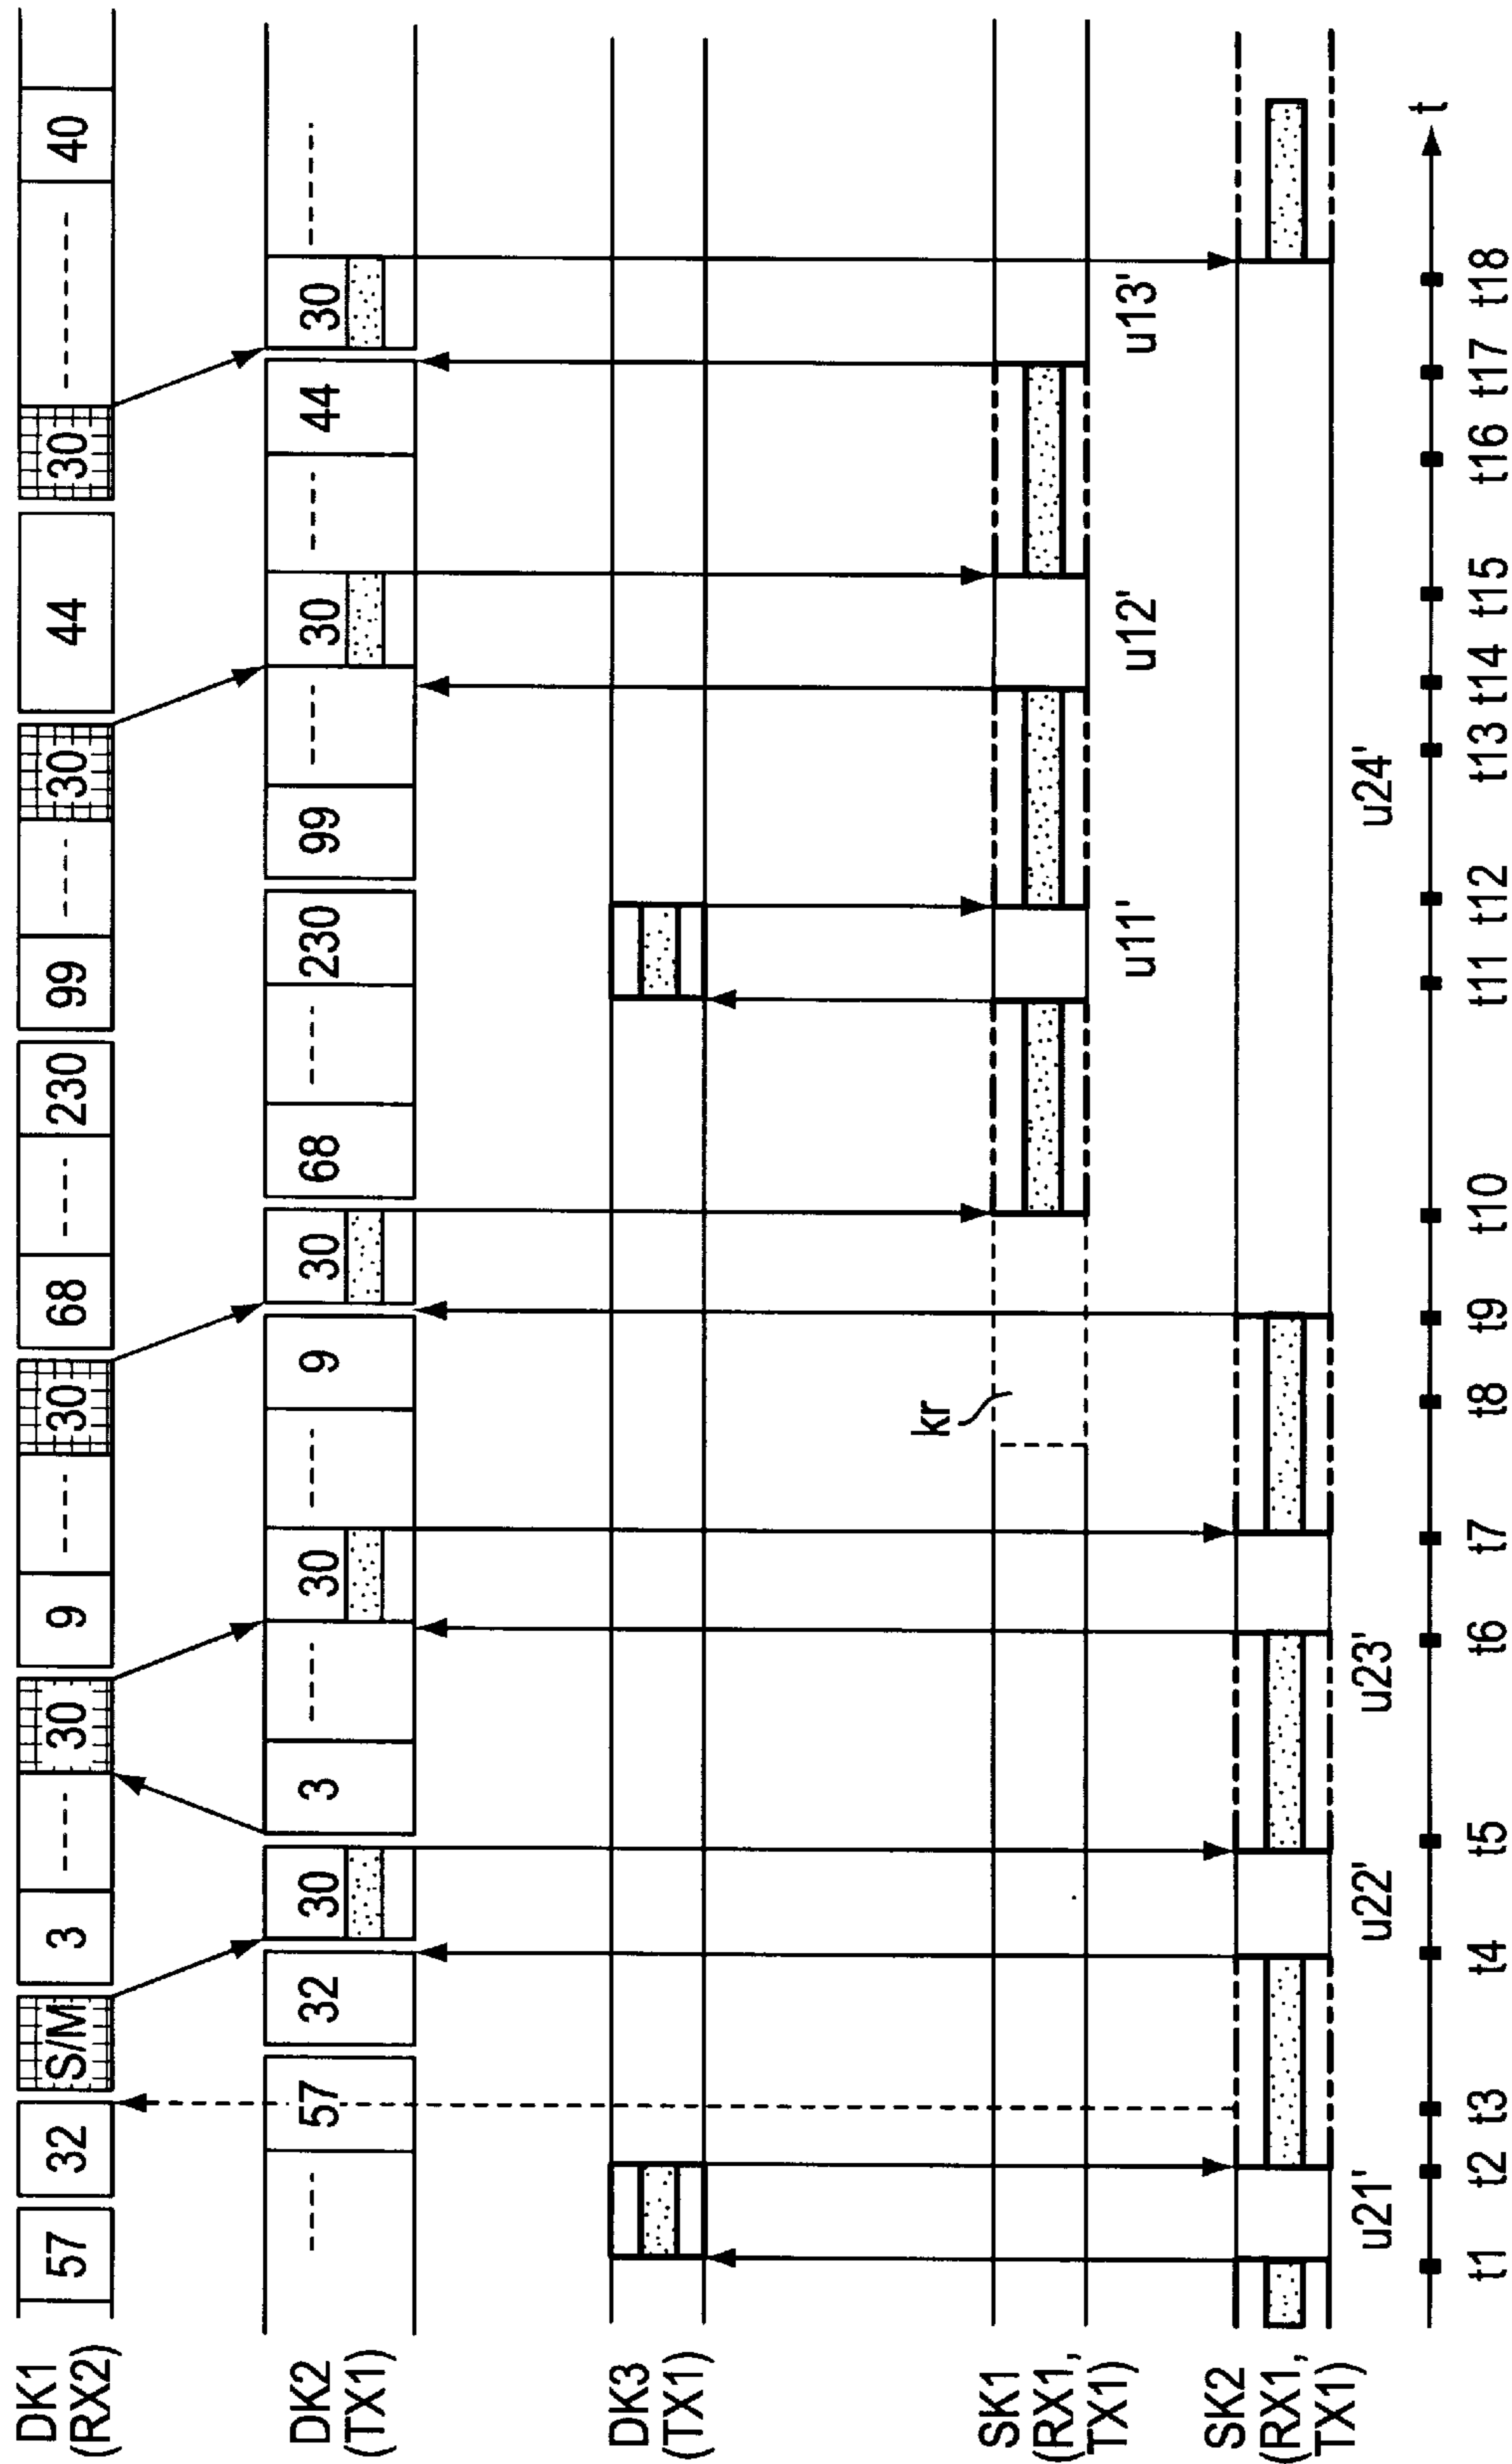 DK1
(RX2)
57 32 S/M 3 ---- 30 9 ---- 30 68 ---- 230 99 ---- 30 44 30 ------- 40
DK2
(TX1)
---- 57 32 30 3 ---- 30 ---- 9 30 68 ---- 230 99 ---- 30 ---- 44 30 -----
DK3
(TX1)
kr
SK1
(RX1,
TX1)
u11' u12' u13'
SK2
(RX1,
TX1)
u21' u22' u23' u24'
t
t1 t2 t3 t4 t5 t6 t7 t8 t9 t10 t11 t12 t13 t14 t15 t16 t17 t18